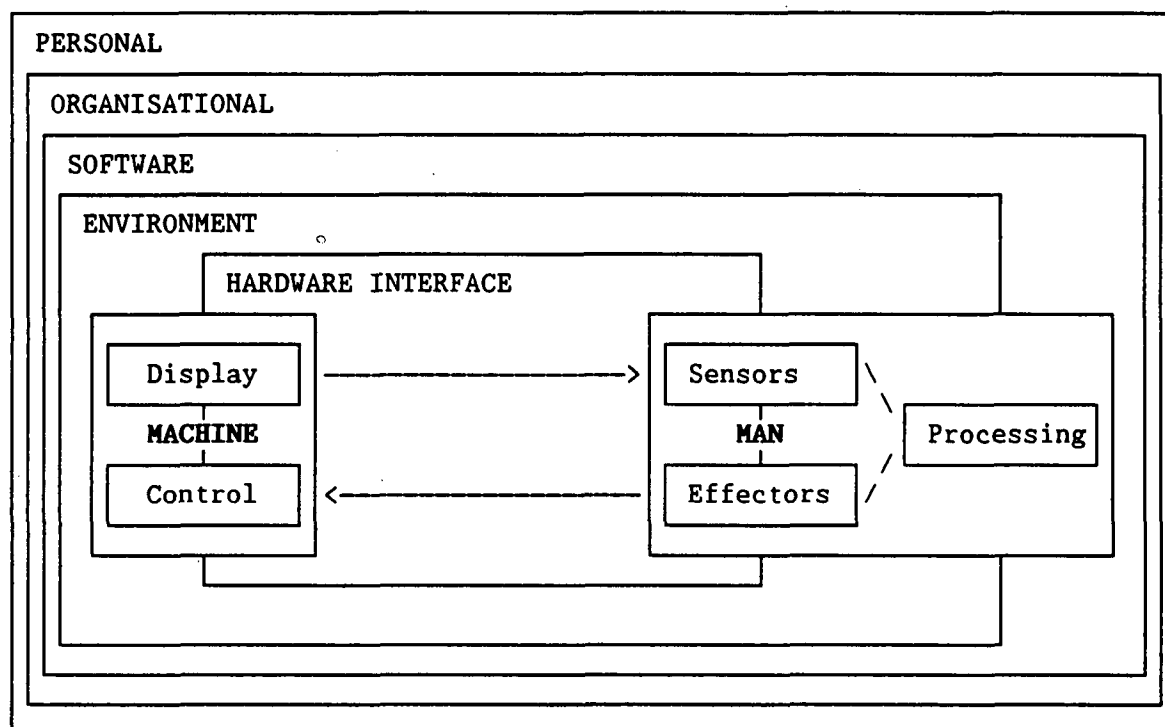 PERSONAL
ORGANISATIONAL
SOFTWARE
ENVIRONMENT
HARDWARE INTERFACE
Display
Sensors
MACHINE
MAN
Processing
Control
Effectors